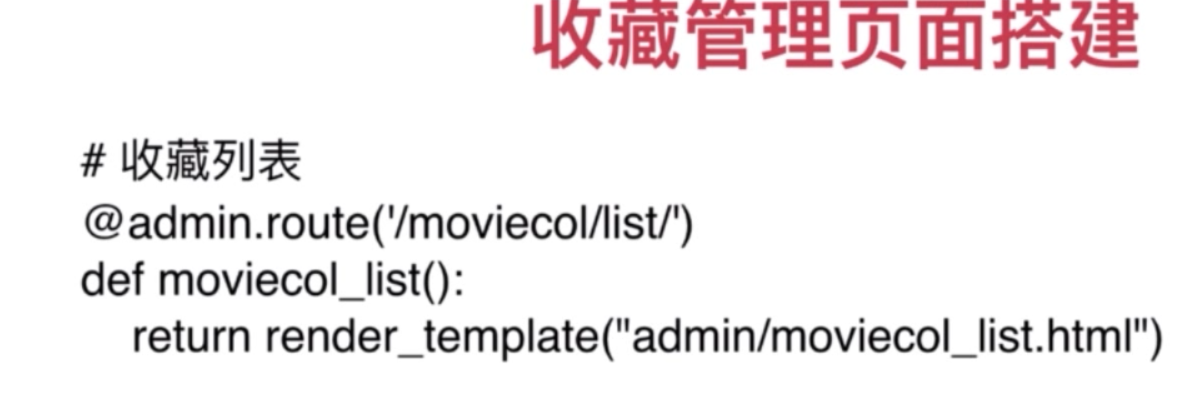 收藏管理页面搭建
# 收藏列表
@admin.route('/moviecol/list/')
def moviecol_list():
    return render_template("admin/moviecol_list.html")